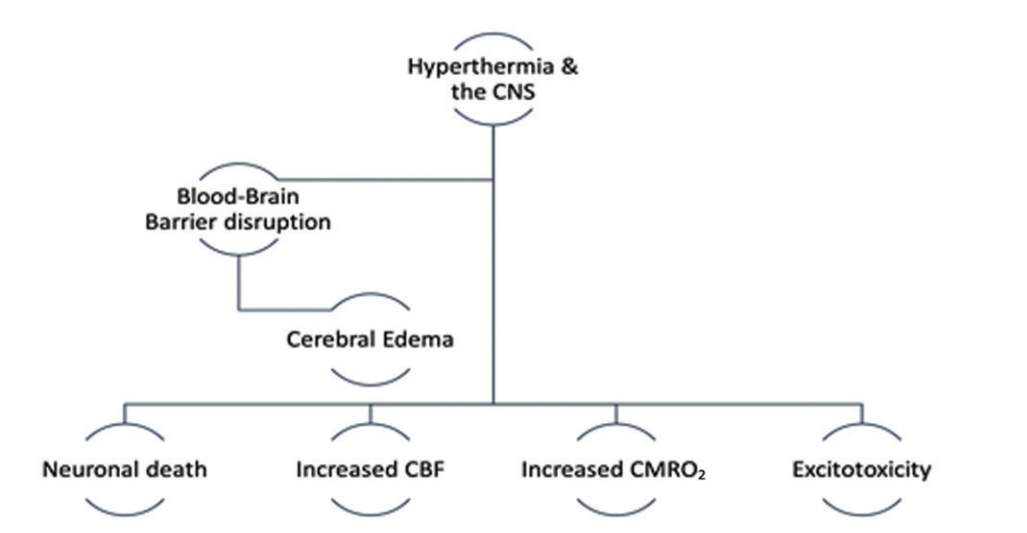 Hyperthermia &
the CNS
Blood-Brain
Barrier disruption
Cerebral Edema
Neuronal death
Increased CBF
Increased CMRO₂
Excitotoxicity